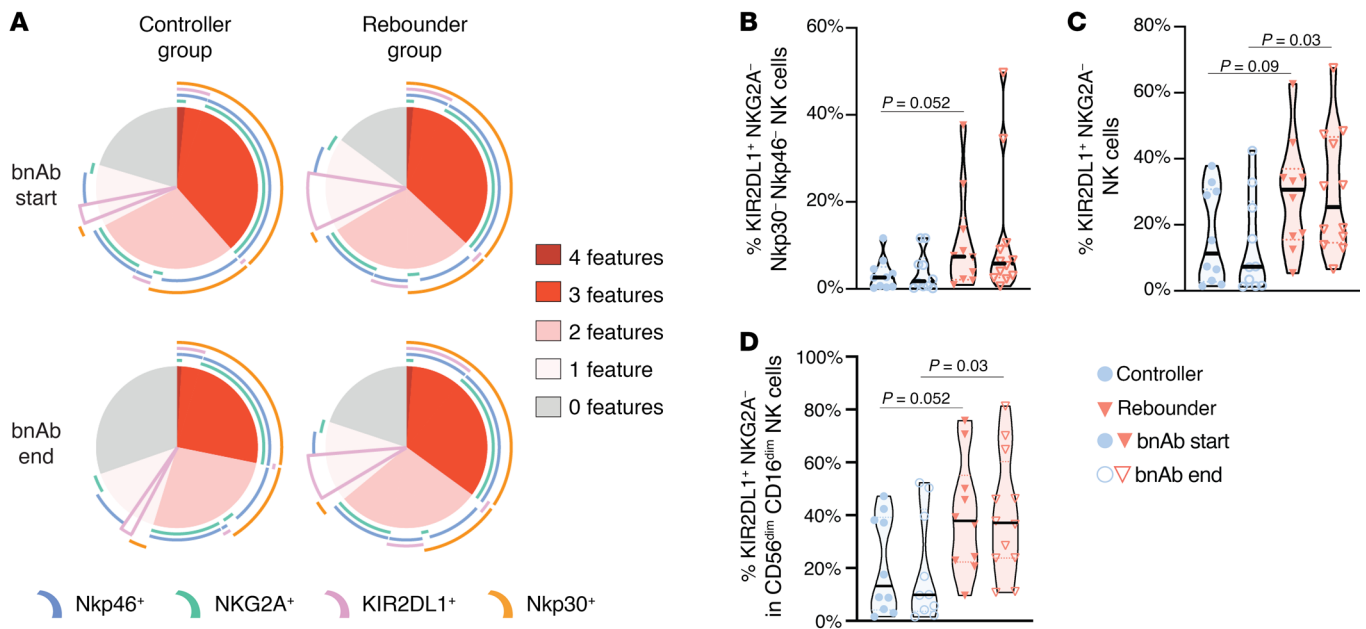 A
Controller
group
Rebounder
group
bnAb
start
bnAb
end
4 features
3 features
2 features
1 feature
0 features
Nkp46⁺
NKG2A⁺
KIR2DL1⁺
Nkp30⁺
B
% KIR2DL1⁺ NKG2A⁻
Nkp30⁻ Nkp46⁻ NK cells
60%
40%
20%
0%
P = 0.052
C
% KIR2DL1⁺ NKG2A⁻
NK cells
80%
60%
40%
20%
0%
P = 0.03
P = 0.09
D
% KIR2DL1⁺ NKG2A⁻
in CD56ᵈⁱᵐ CD16ᵈⁱᵐ NK cells
100%
80%
60%
40%
20%
0%
P = 0.03
P = 0.052
Controller
Rebounder
bnAb start
bnAb end